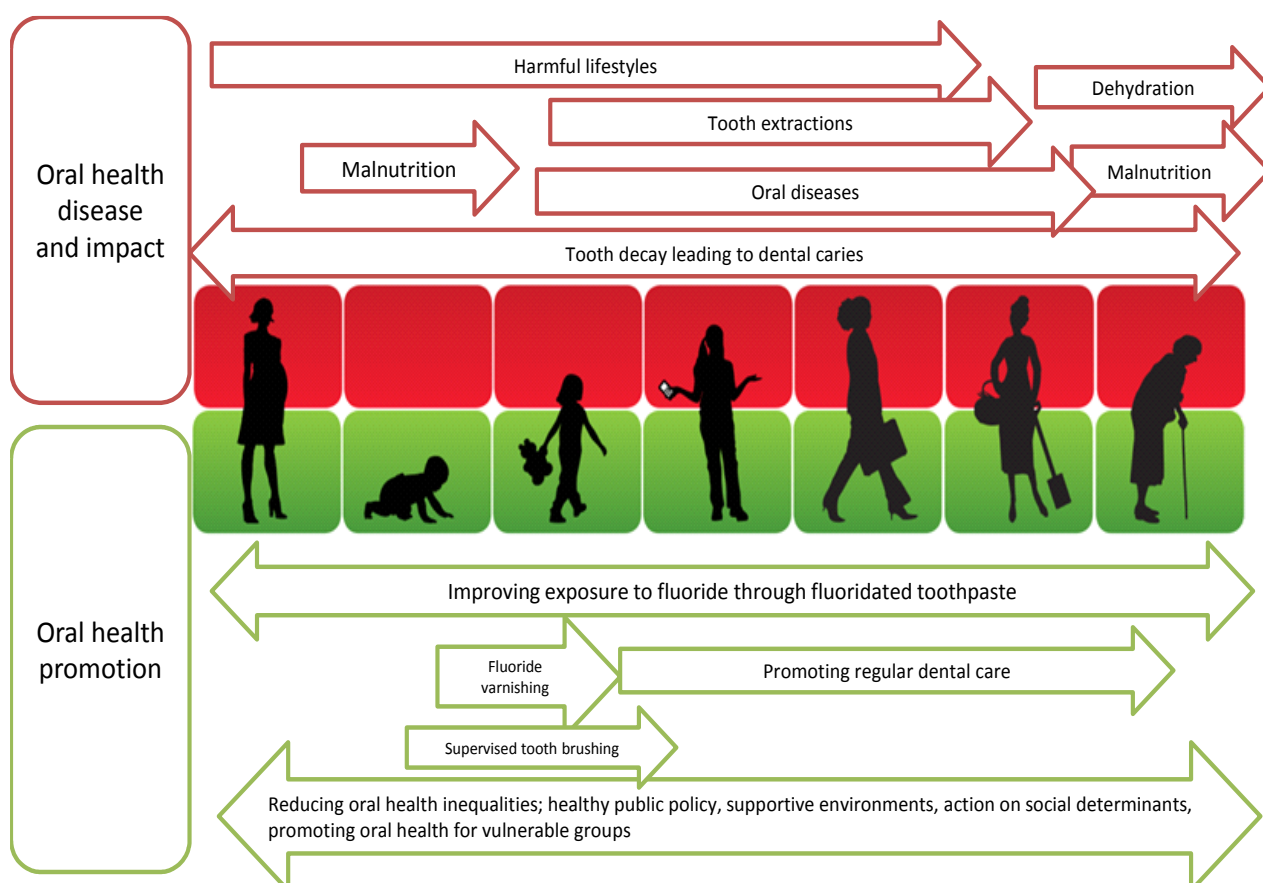 Oral health
disease
and impact
Harmful lifestyles
Dehydration
Tooth extractions
Malnutrition
Malnutrition
Oral diseases
Tooth decay leading to dental caries
Oral health
promotion
Improving exposure to fluoride through fluoridated toothpaste
Fluoride
varnishing
Promoting regular dental care
Supervised tooth brushing
Reducing oral health inequalities; healthy public policy, supportive environments, action on social determinants,
promoting oral health for vulnerable groups